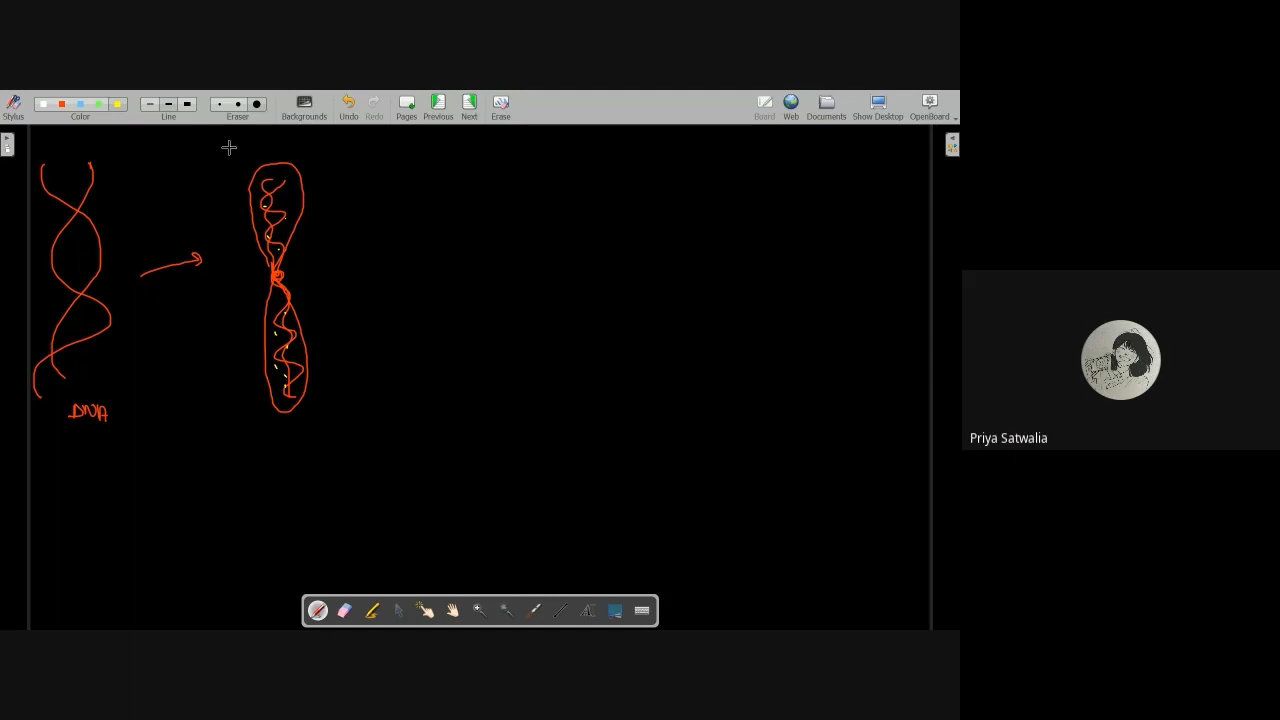 Stylus
Color
Line
Eraser
Backgrounds
Undo
Redo
Pages
Previous
Next
Erase
Board
Web
Documents
Show Desktop
OpenBoard
DNA
Priya Satwalia